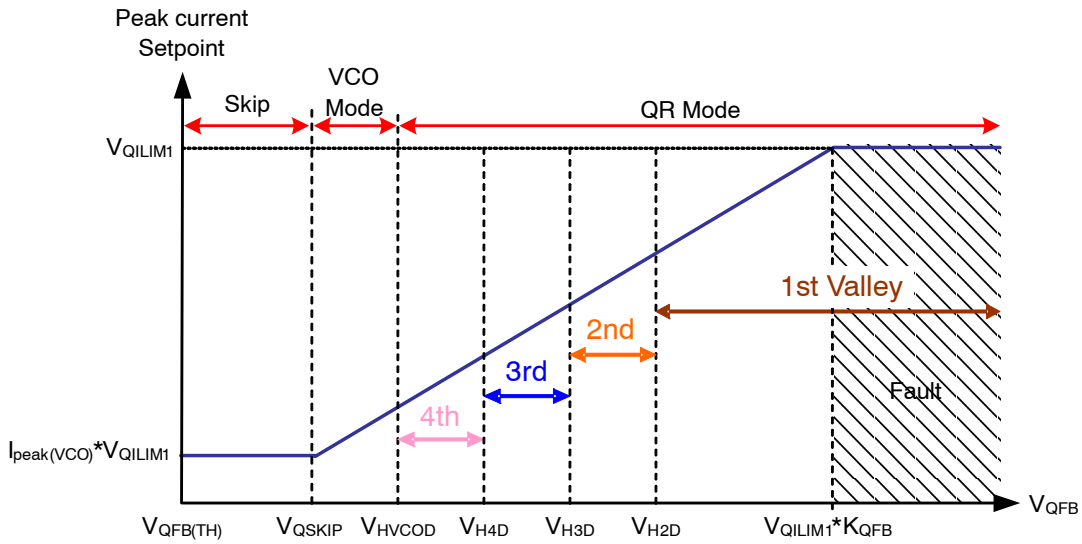 Peak current
Setpoint
Skip
VCO
Mode
QR Mode
VQILIM1
1st Valley
2nd
3rd
4th
Fault
Ipeak(VCO)*VQILIM1
VQFB
VQFB(TH)
VQSKIP
VHVCOD
VH4D
VH3D
VH2D
VQILIM1*KQFB